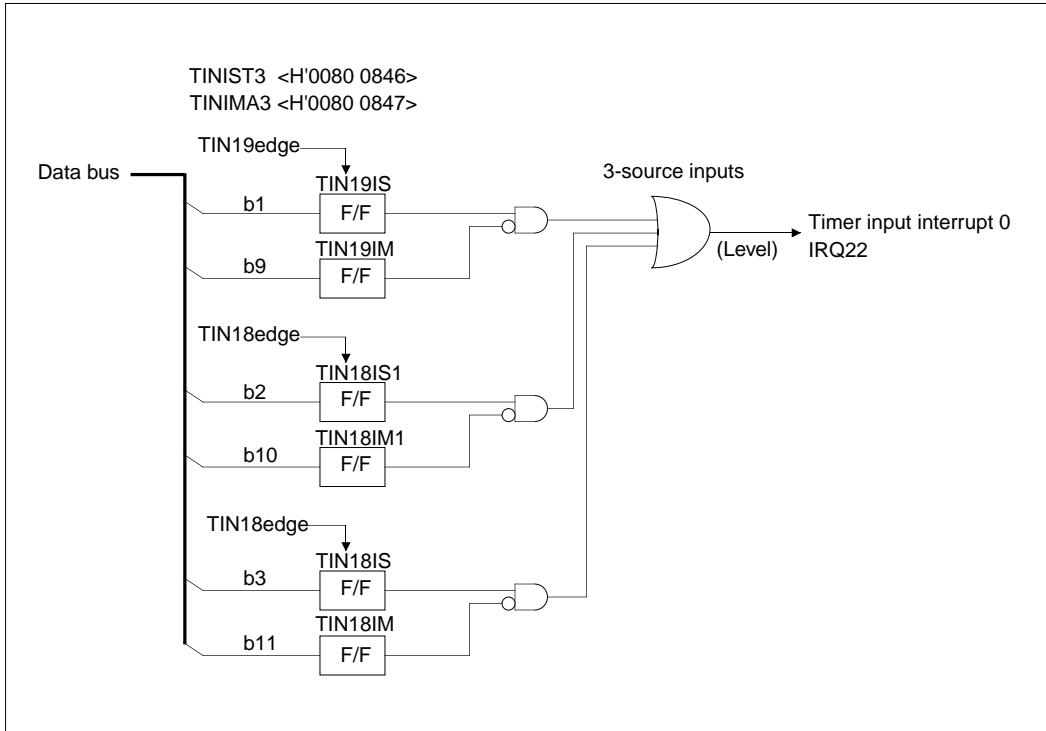 TINIST3 <H'0080 0846>
TINIMA3 <H'0080 0847>
TIN19edge
Data bus
TIN19IS
3-source inputs
b1
F/F
Timer input interrupt 0
(Level)
IRQ22
TIN19IM
b9
F/F
TIN18edge
TIN18IS1
b2
F/F
TIN18IM1
b10
F/F
TIN18edge
TIN18IS
b3
F/F
TIN18IM
b11
F/F